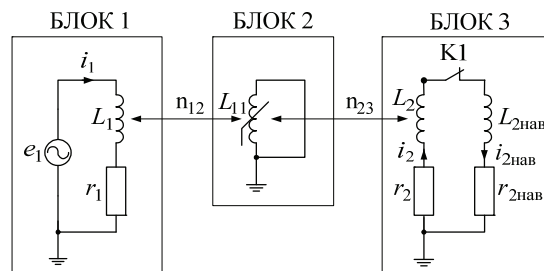 БЛОК 1
БЛОК 2
БЛОК 3
i1
e1
L1
r1
n12
L11
n23
K1
L2
i2
r2
L2нав
i2нав
r2нав